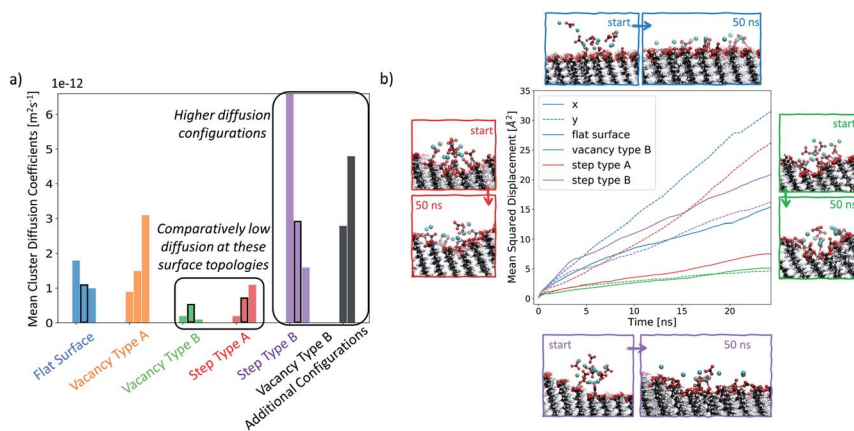 start
50 ns
a)
b)
1e-12
Mean Cluster Diffusion Coefficients [m²s⁻¹]
6
5
4
3
2
1
0
Higher diffusion
configurations
Comparatively low
diffusion at these
surface topologies
Flat Surface
Vacancy Type A
Vacancy Type B
Step Type A
Step Type B
Vacancy Type B
Additional Configurations
start
50 ns
Mean Squared Displacement [Å²]
35
30
25
20
15
10
5
0
x
y
flat surface
vacancy type B
step type A
step type B
0
5
10
15
20
Time [ns]
start
50 ns
start
50 ns